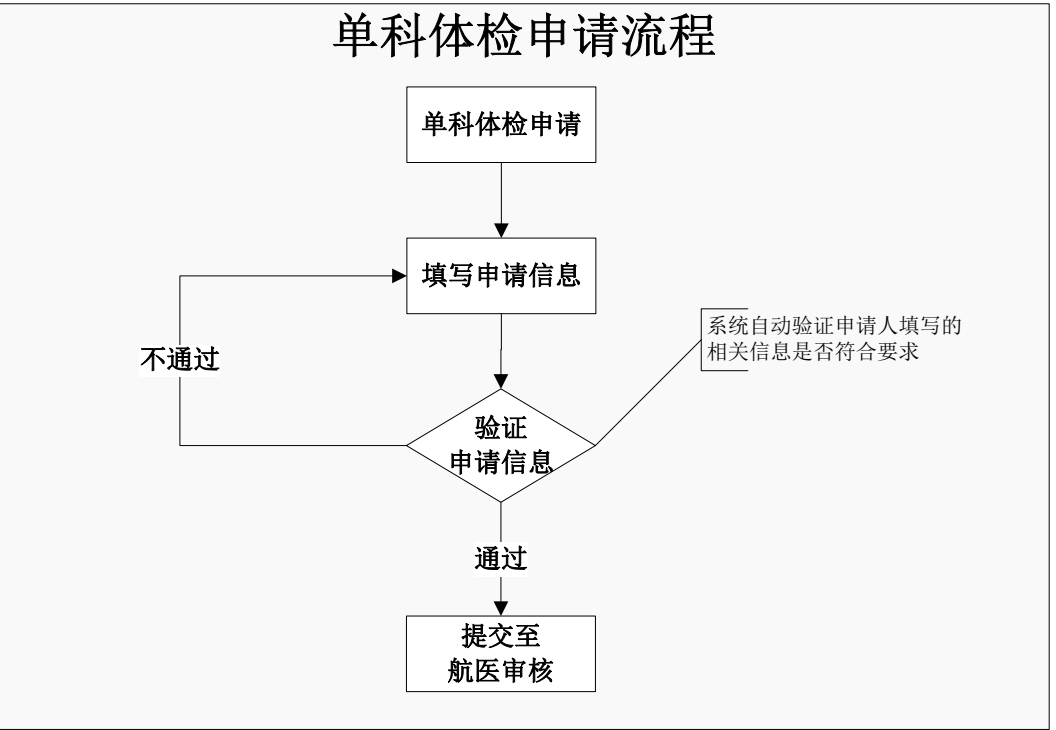 单科体检申请流程
单科体检申请
填写申请信息
系统自动验证申请人填写的
相关信息是否符合要求
不通过
验证
申请信息
通过
提交至
航医审核